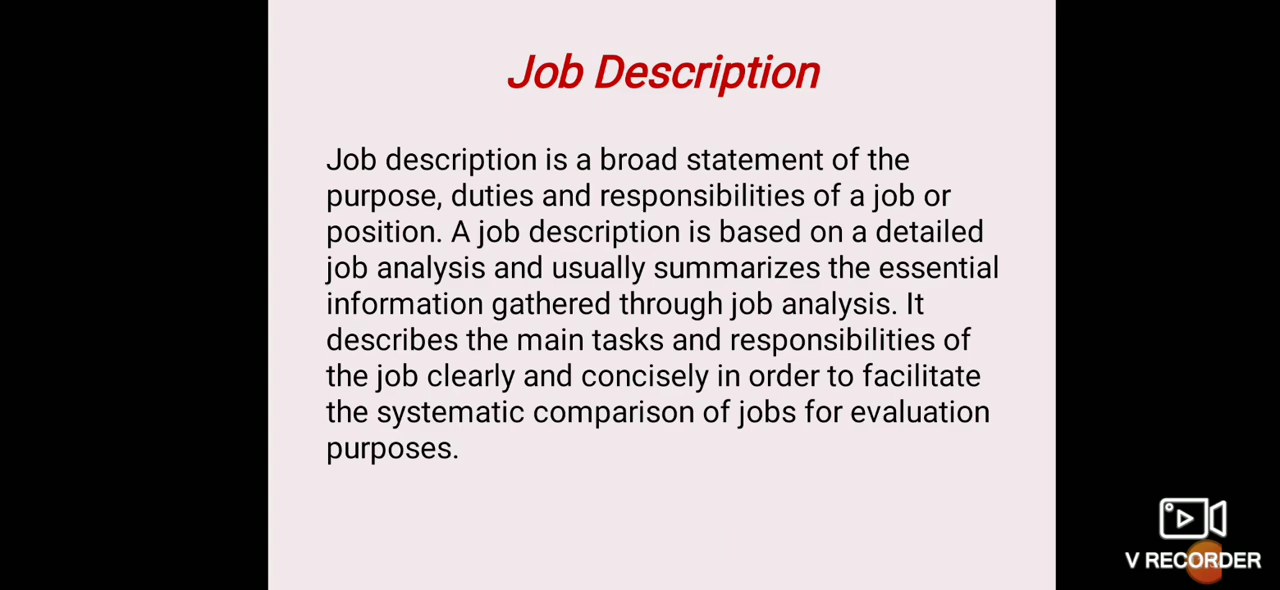 Job Description
Job description is a broad statement of the
purpose, duties and responsibilities of a job or
position. A job description is based on a detailed
job analysis and usually summarizes the essential
information gathered through job analysis. It
describes the main tasks and responsibilities of
the job clearly and concisely in order to facilitate
the systematic comparison of jobs for evaluation
purposes.
V RECORDER